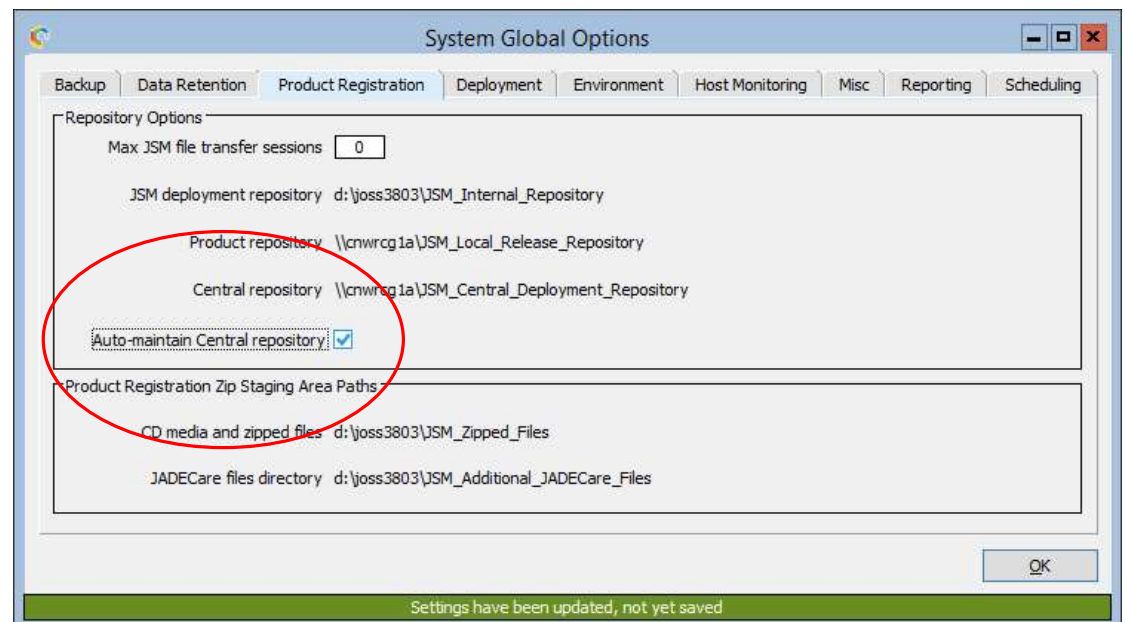 System Global Options
Backup Data Retention Product Registration Deployment Environment Host Monitoring Misc Reporting Scheduling
Repository Options
Max JSM file transfer sessions 0
JSM deployment repository d:\joss3803\JSM_Internal_Repository
Product repository \\cnwrcg1a\JSM_Local_Release_Repository
Central repository \\cnwrcg1a\JSM_Central_Deployment_Repository
Auto-maintain Central repository
Product Registration Zip Staging Area Paths
CD media and zipped files d:\joss3803\JSM_Zipped_Files
JADECare files directory d:\joss3803\JSM_Additional_JADECare_Files
OK
Settings have been updated, not yet saved